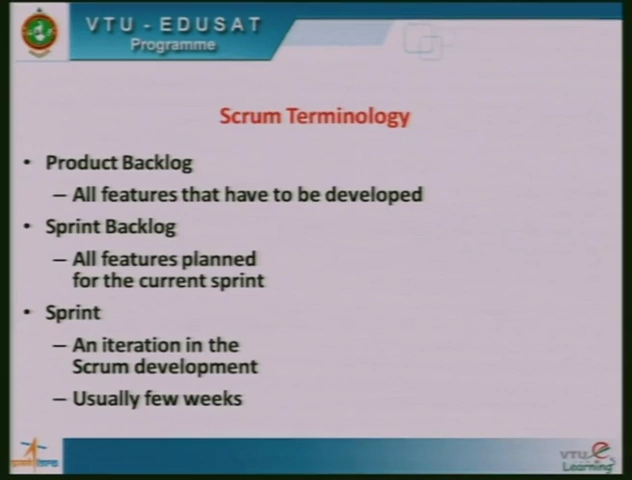 VTU - EDUSAT
Programme
Scrum Terminology
• Product Backlog
– All features that have to be developed
• Sprint Backlog
– All features planned
for the current sprint
• Sprint
– An iteration in the
Scrum development
– Usually few weeks
VTU e
Learning